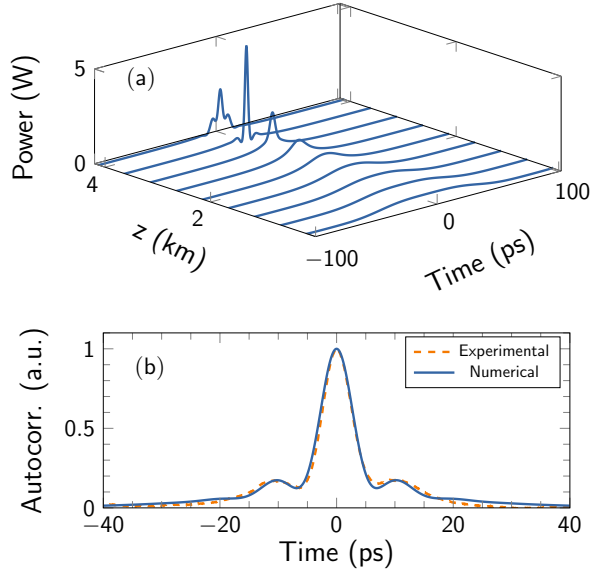 5
(a)
Power (W)
0
4
100
2
0
z (km)
Time (ps)
−100
1
(b)
Experimental
Numerical
Autocorr. (a.u.)
0.5
0
−40
−20
0
20
40
Time (ps)